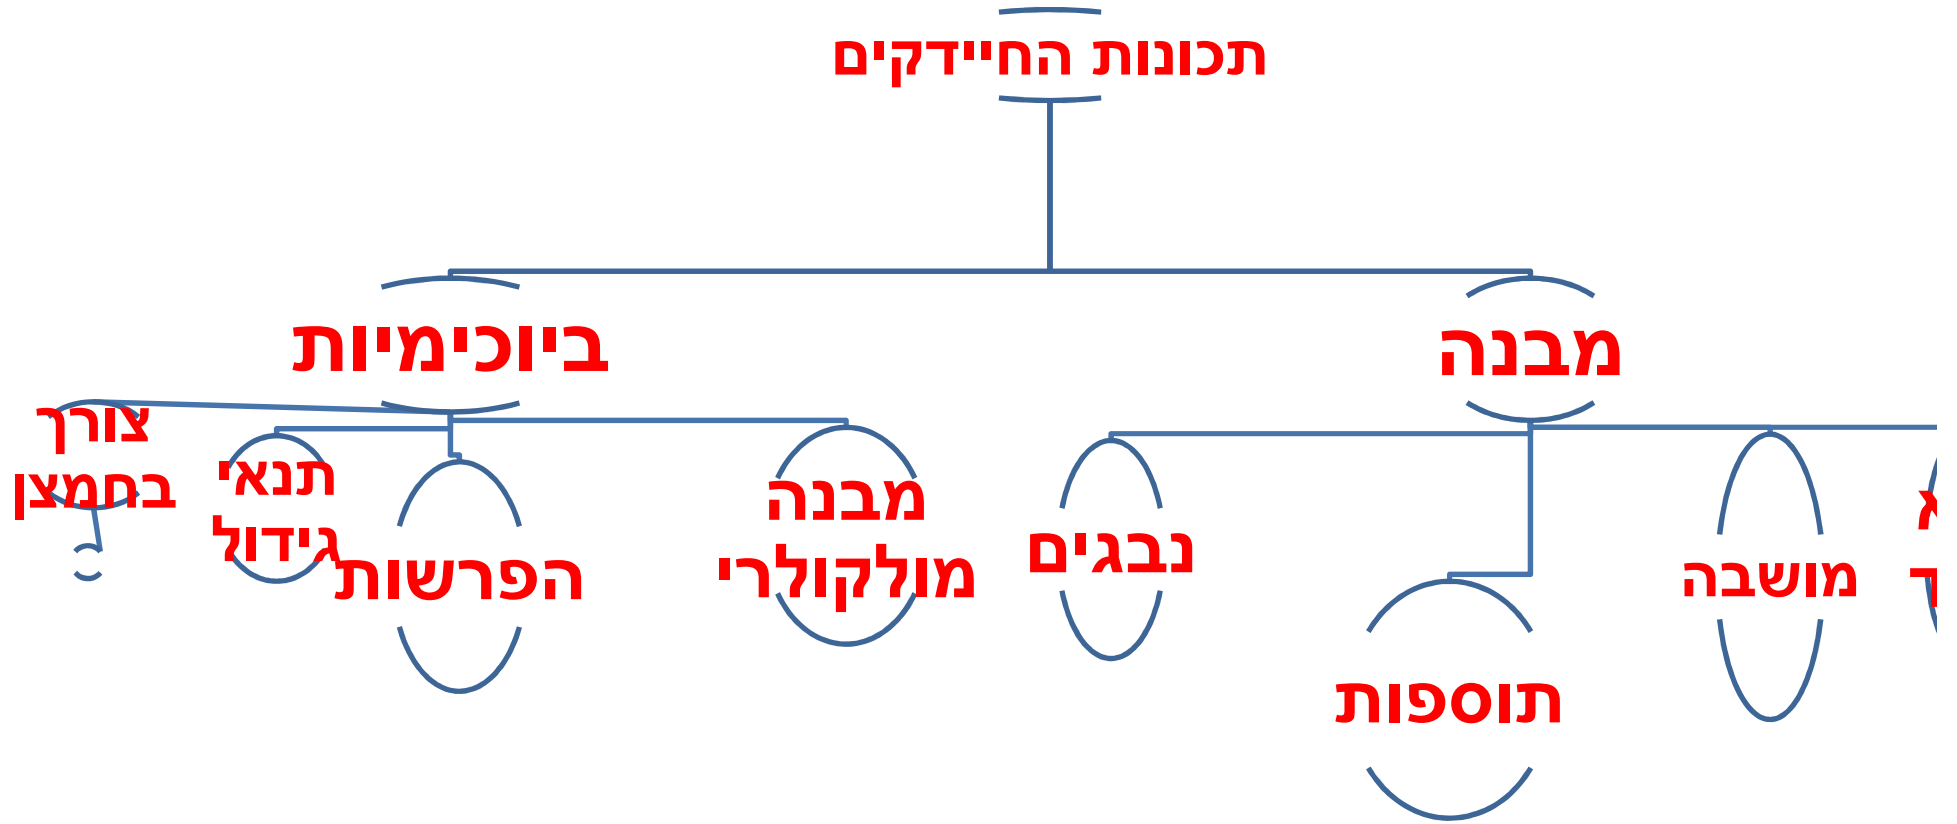 תכונות החיידקים
מבנה
ביוכימיות
מושבה
תוספות
נבגים
מבנה
מולקולרי
הפרשות
תנאי
גידול
צורך
בחמצן